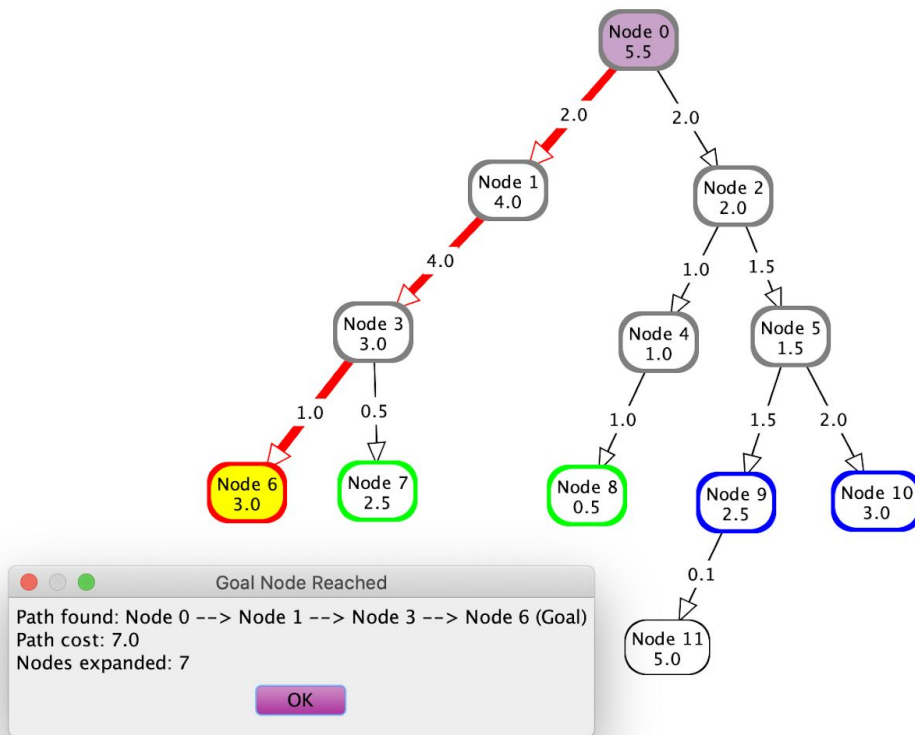 Node 0
5.5
2.0
2.0
Node 1
4.0
Node 2
2.0
4.0
1.0
1.5
Node 3
3.0
Node 4
1.0
Node 5
1.5
1.0
0.5
1.0
1.5
2.0
Node 6
3.0
Node 7
2.5
Node 8
0.5
Node 9
2.5
Node 10
3.0
0.1
Node 11
5.0
Goal Node Reached
Path found: Node 0 --> Node 1 --> Node 3 --> Node 6 (Goal)
Path cost: 7.0
Nodes expanded: 7
OK